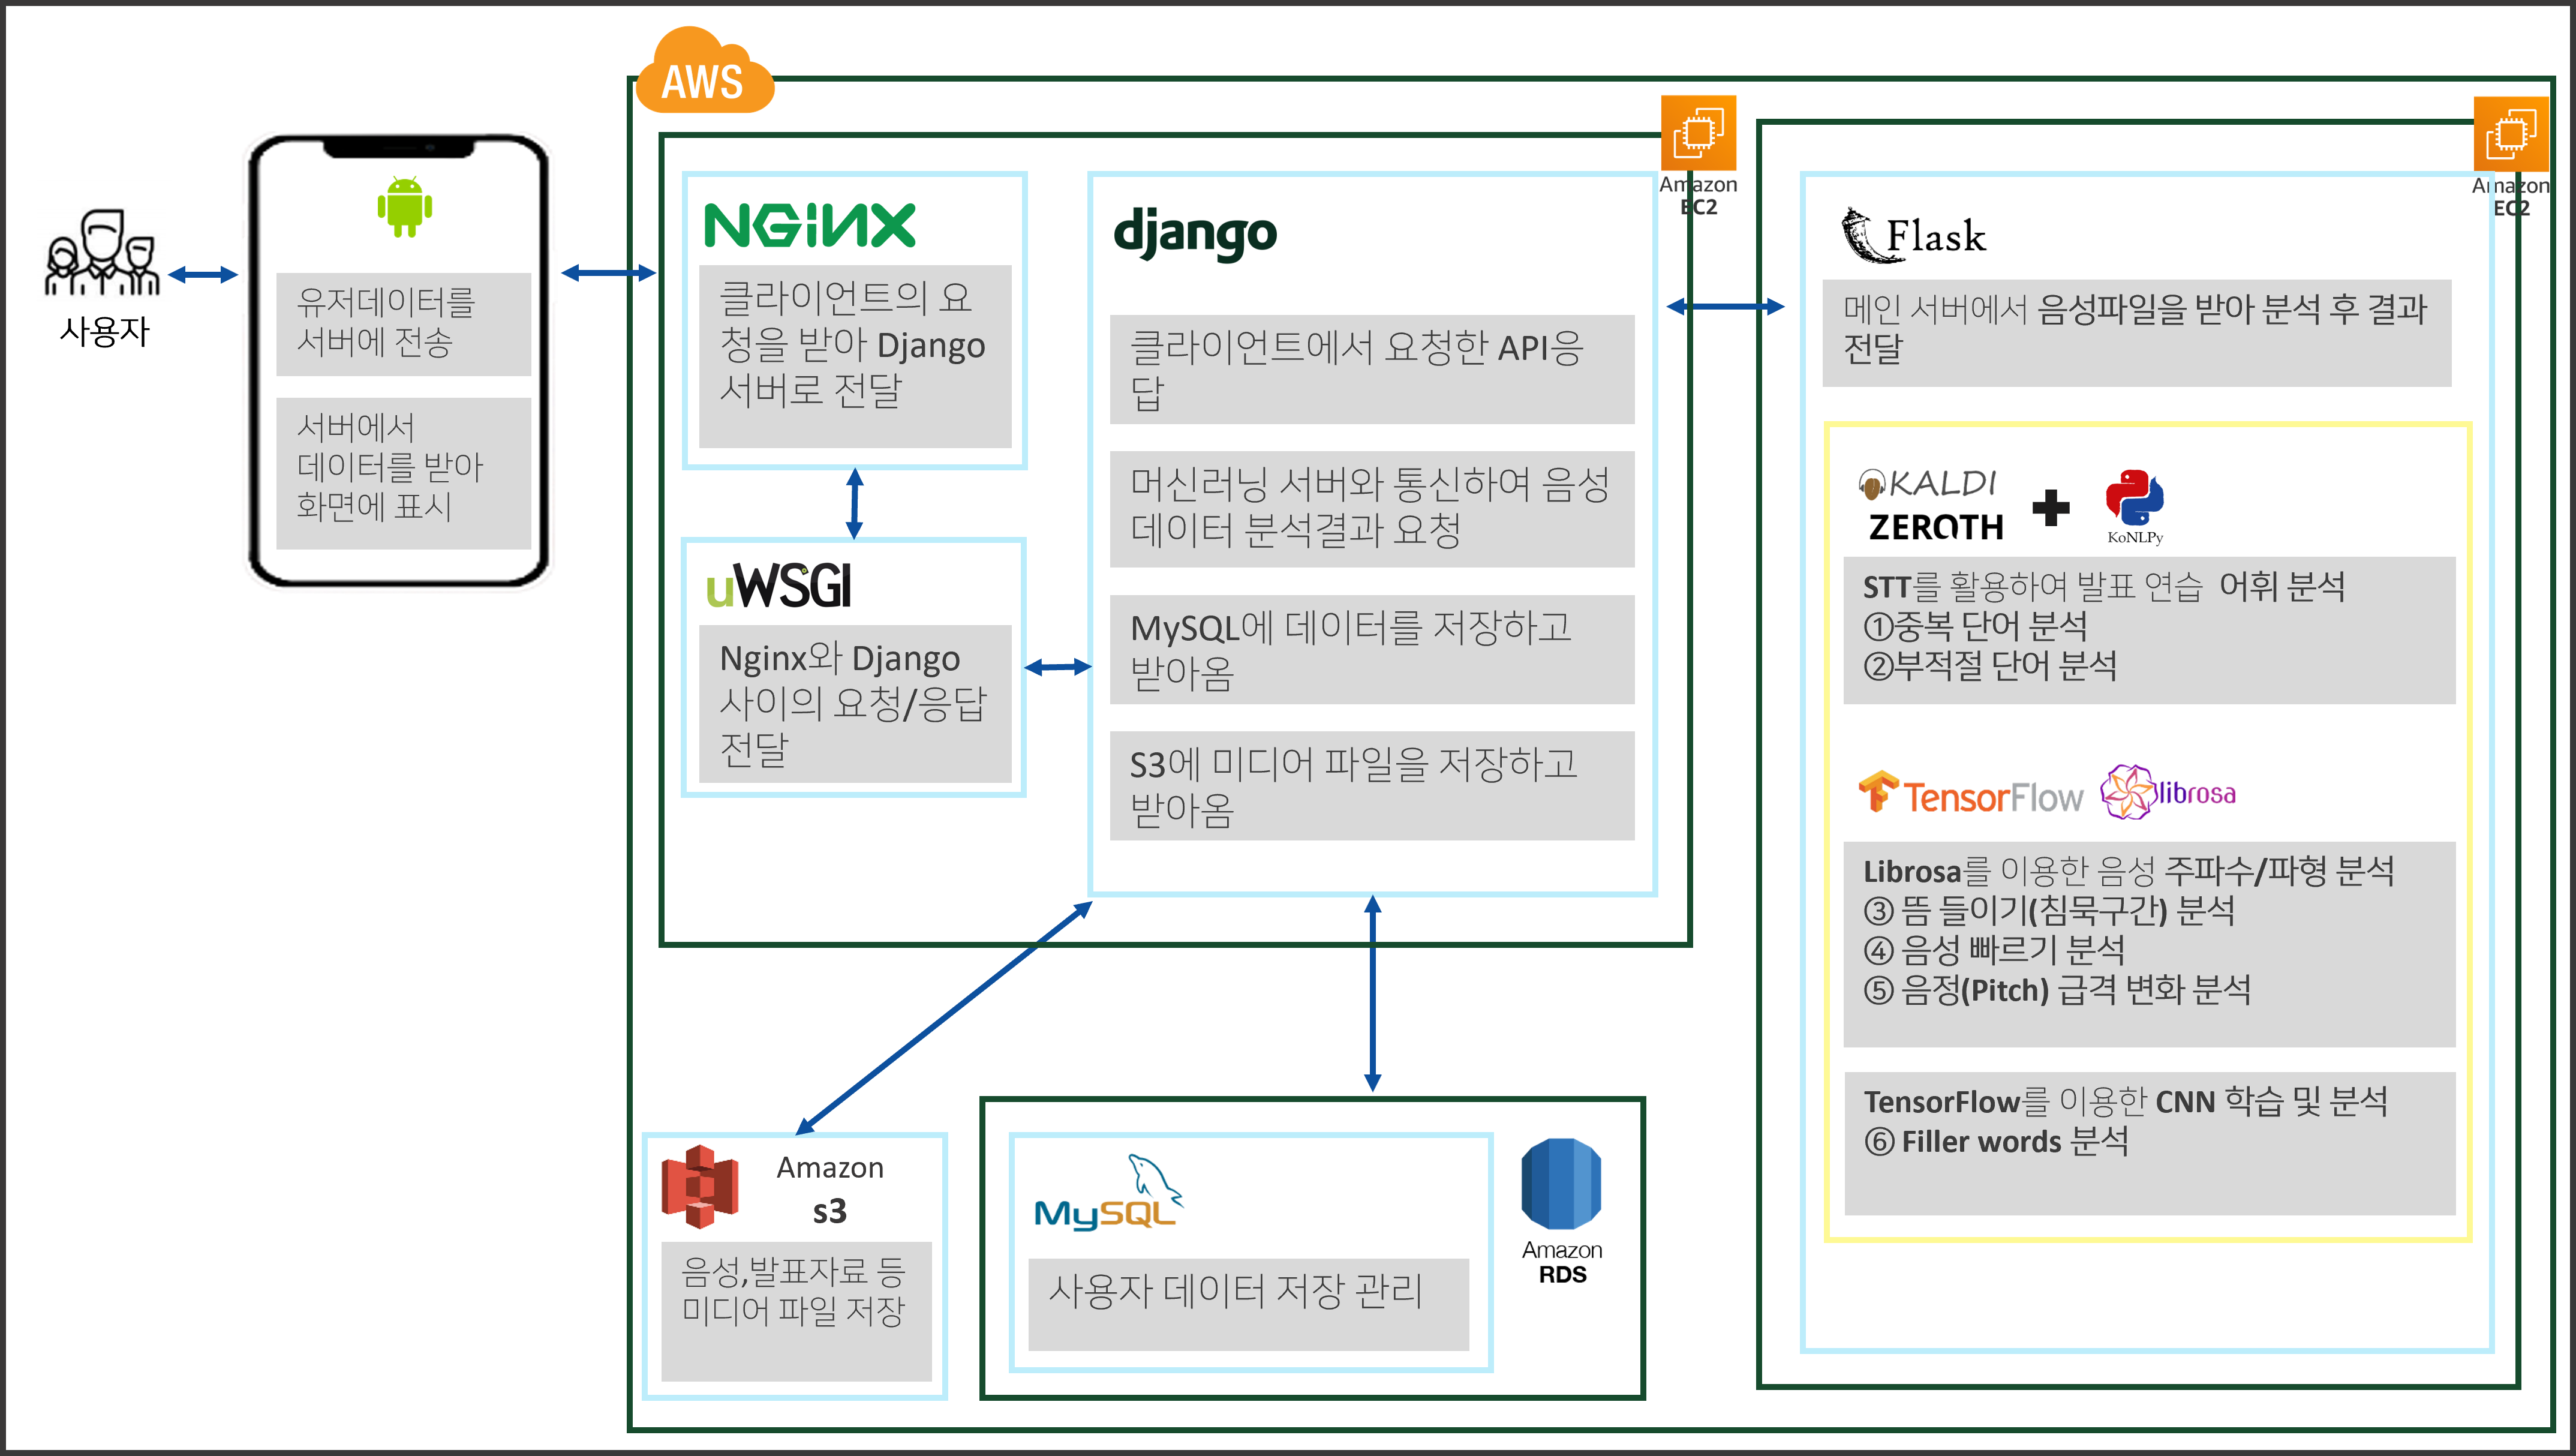 AWS
사용자
유저데이터를
서버에 전송
서버에서
데이터를 받아
화면에 표시
NGINX
클라이언트의 요
청을 받아 Django
서버로 전달
uWSGI
Nginx와 Django
사이의 요청/응답
전달
django
클라이언트에서 요청한 API응
답
머신러닝 서버와 통신하여 음성
데이터 분석결과 요청
MySQL에 데이터를 저장하고
받아옴
S3에 미디어 파일을 저장하고
받아옴
Amazon
EC2
Amazon
s3
음성,발표자료 등
미디어 파일 저장
MySQL
사용자 데이터 저장 관리
Amazon
RDS
Amazon
EC2
Flask
메인 서버에서 음성파일을 받아 분석 후 결과
전달
KALDI
ZEROTH
KoNLPy
STT를 활용하여 발표 연습 어휘 분석
①중복 단어 분석
②부적절 단어 분석
TensorFlow
librosa
Librosa를 이용한 음성 주파수/파형 분석
③ 뜸 들이기(침묵구간) 분석
④ 음성 빠르기 분석
⑤ 음정(Pitch) 급격 변화 분석
TensorFlow를 이용한 CNN 학습 및 분석
⑥ Filler words 분석